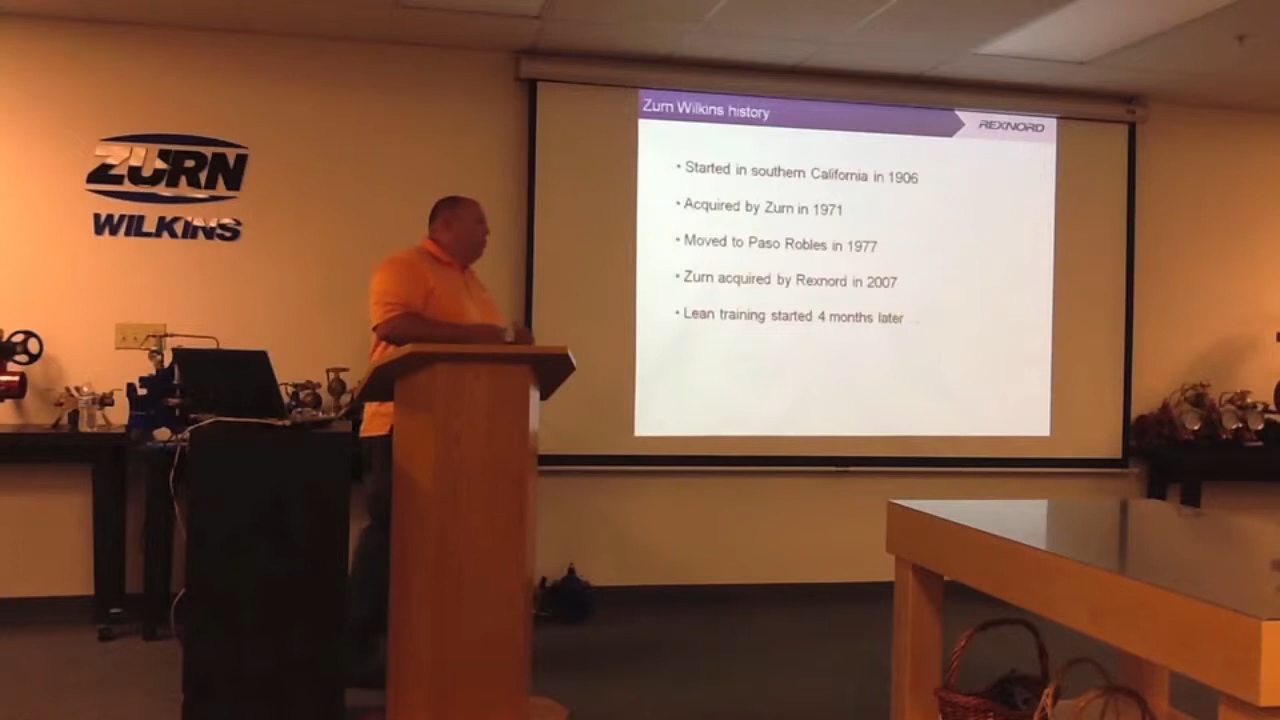 ZURN
WILKINS
Zurn Wilkins history
REXNORD
• Started in southern California in 1906
• Acquired by Zurn in 1971
• Moved to Paso Robles in 1977
• Zurn acquired by Rexnord in 2007
• Lean training started 4 months later